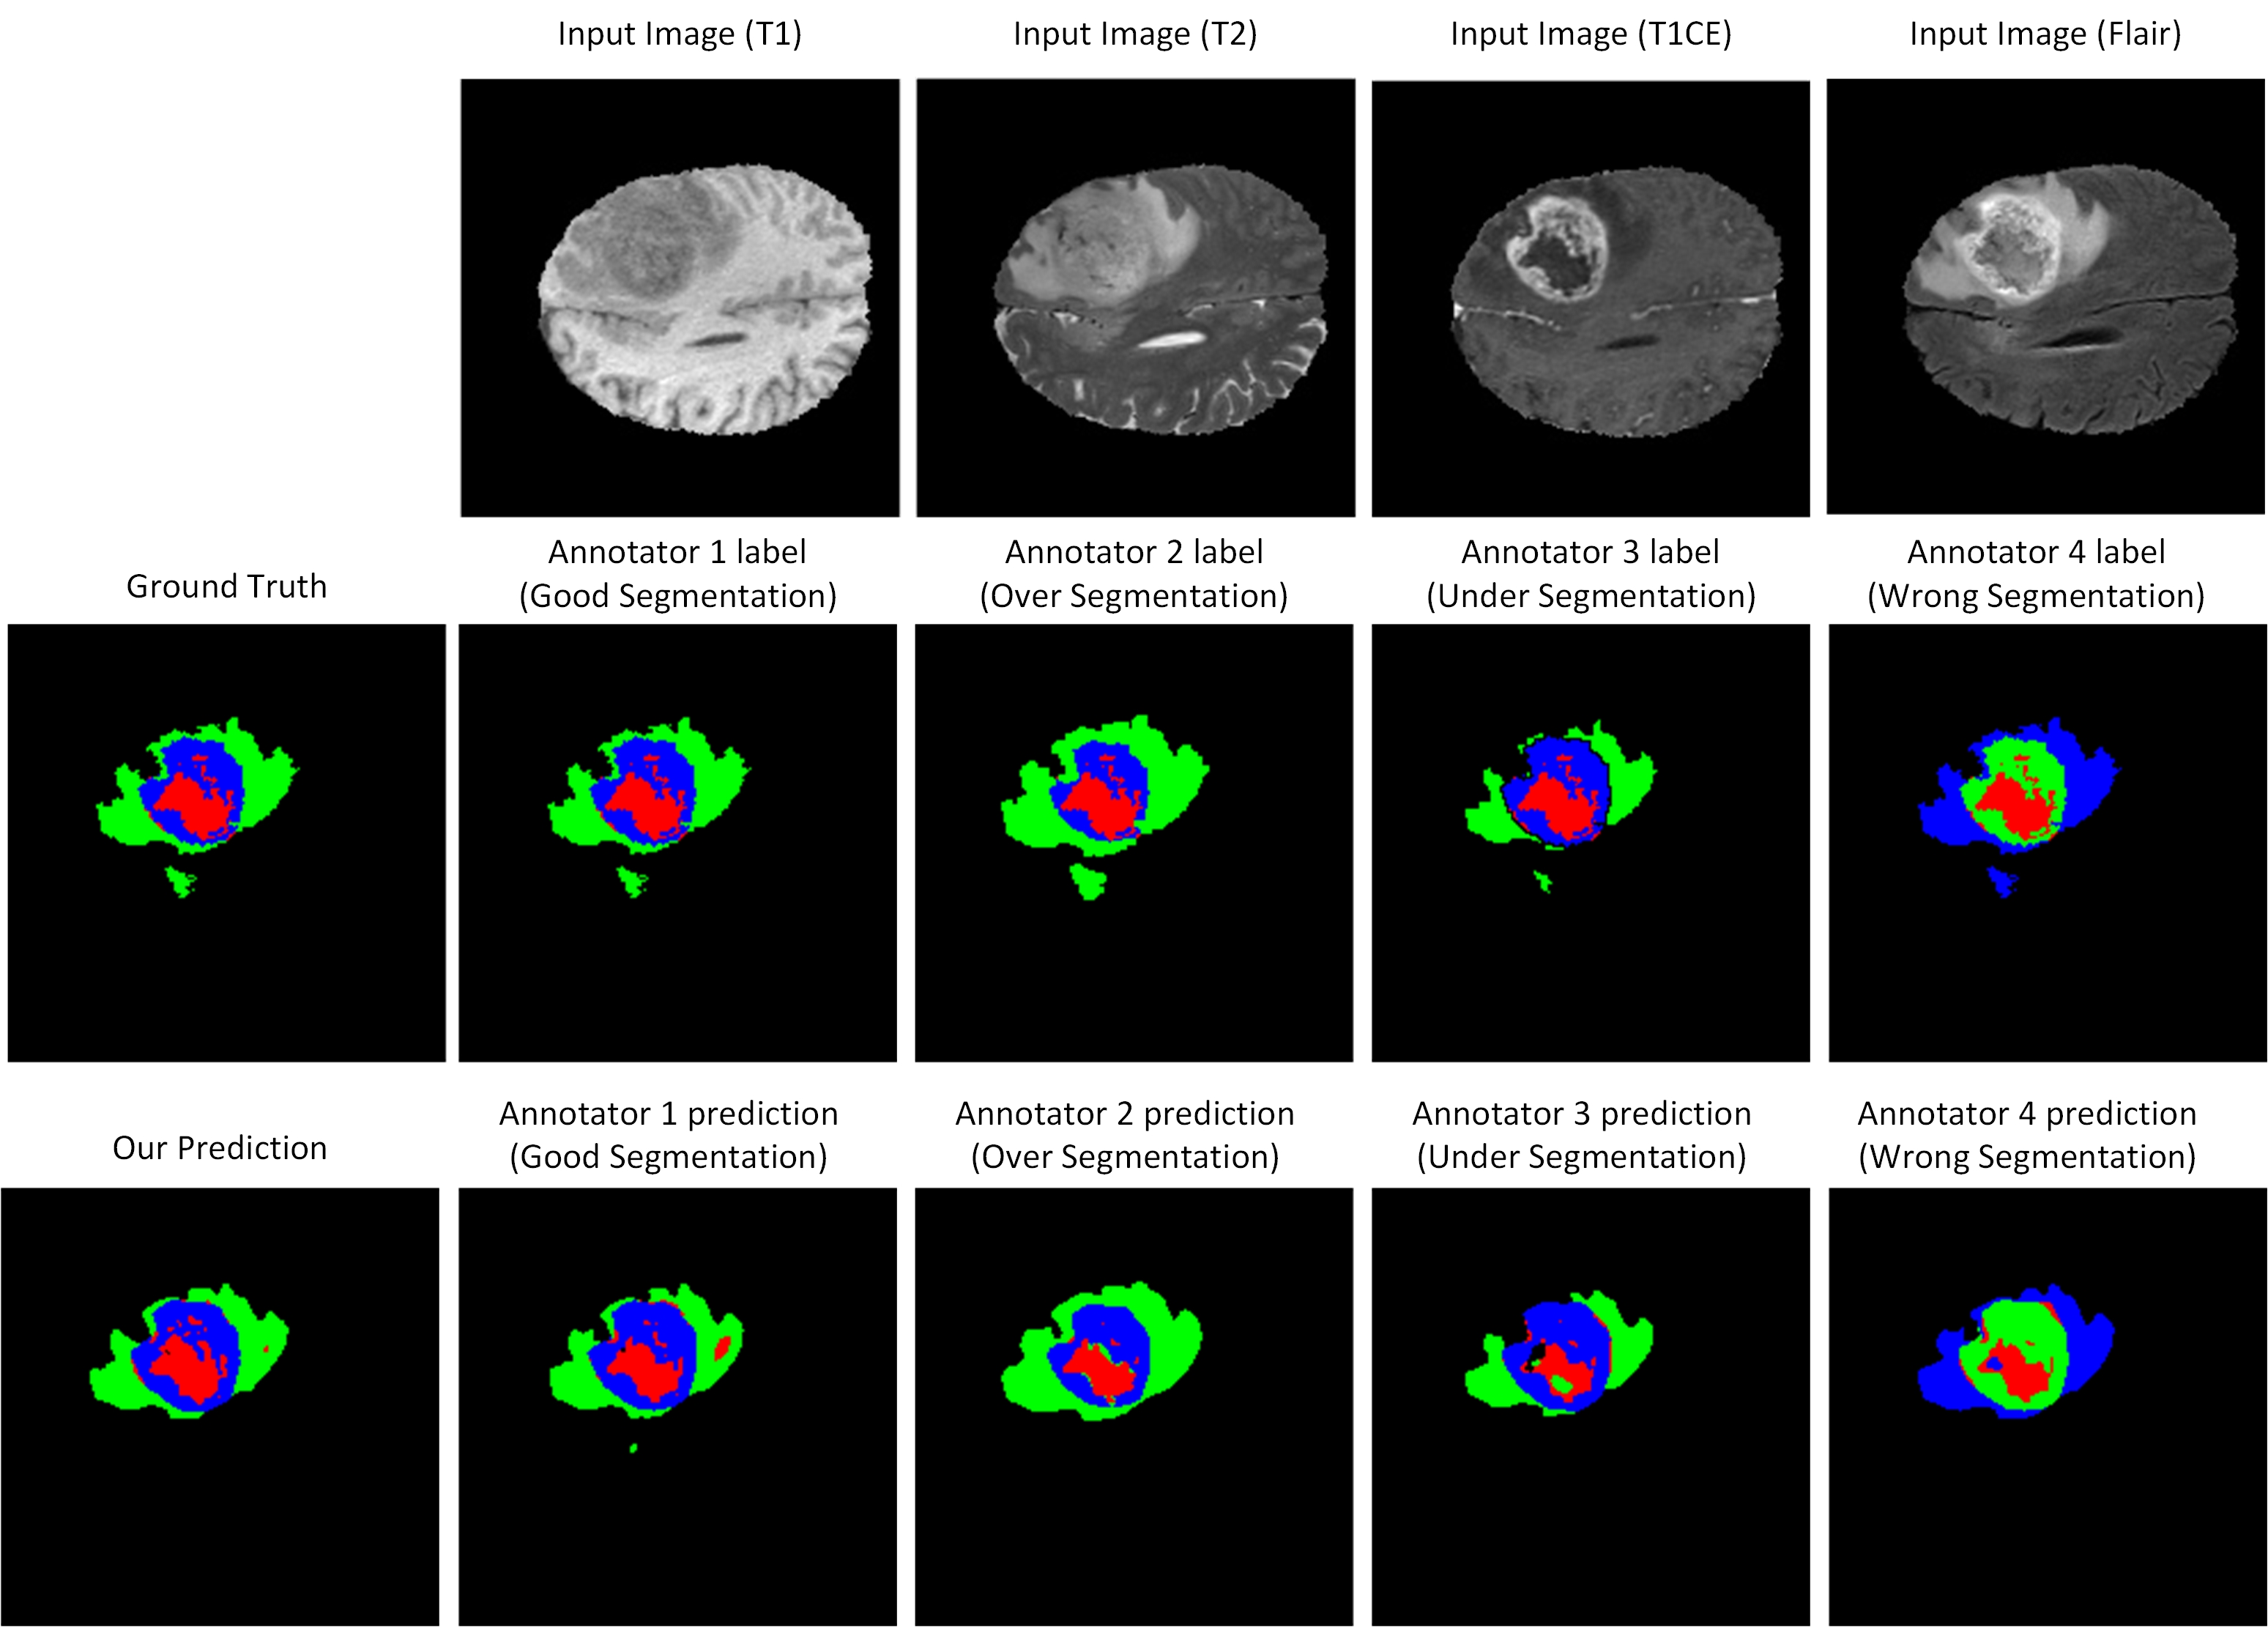 Input Image (T1)
Input Image (T2)
Input Image (T1CE)
Input Image (Flair)
Ground Truth
Annotator 1 label
(Good Segmentation)
Annotator 2 label
(Over Segmentation)
Annotator 3 label
(Under Segmentation)
Annotator 4 label
(Wrong Segmentation)
Our Prediction
Annotator 1 prediction
(Good Segmentation)
Annotator 2 prediction
(Over Segmentation)
Annotator 3 prediction
(Under Segmentation)
Annotator 4 prediction
(Wrong Segmentation)